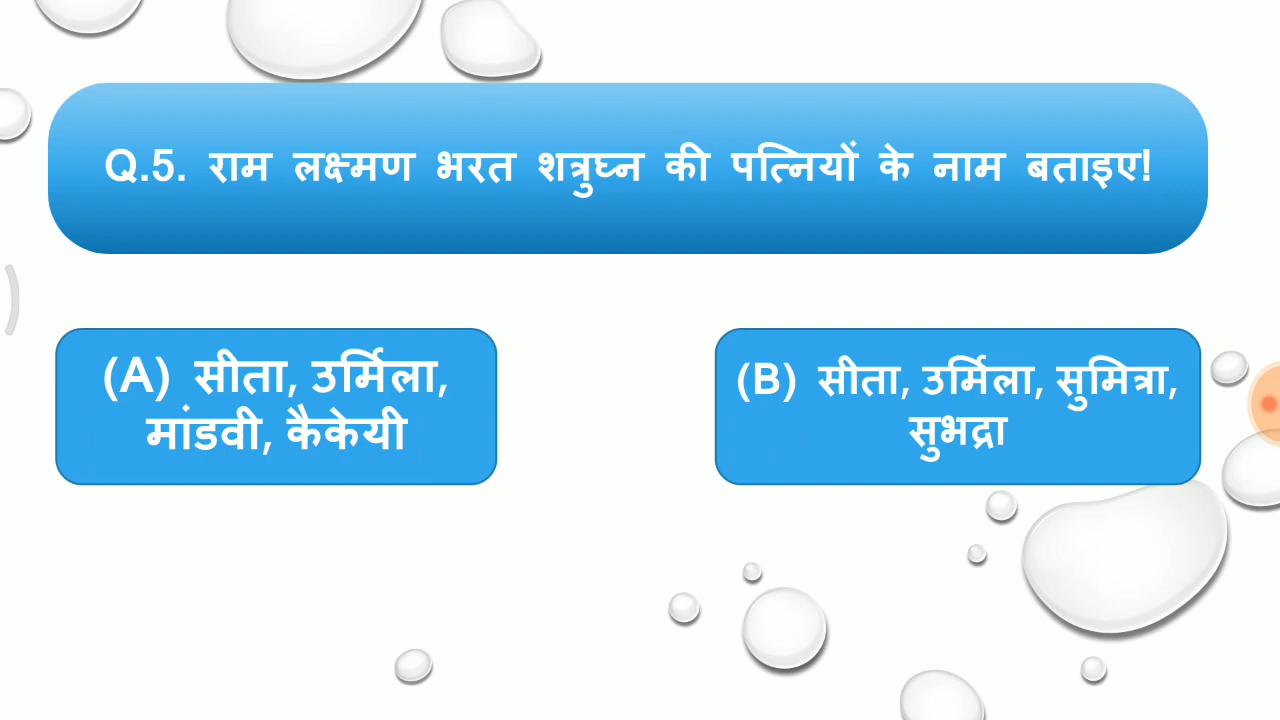 Q.5. राम लक्ष्मण भरत शत्रुघ्न की पत्नियों के नाम बताइए!
(A) सीता, उर्मिला,
मांडवी, कैकेयी
(B) सीता, उर्मिला, सुमित्रा,
सुभद्रा